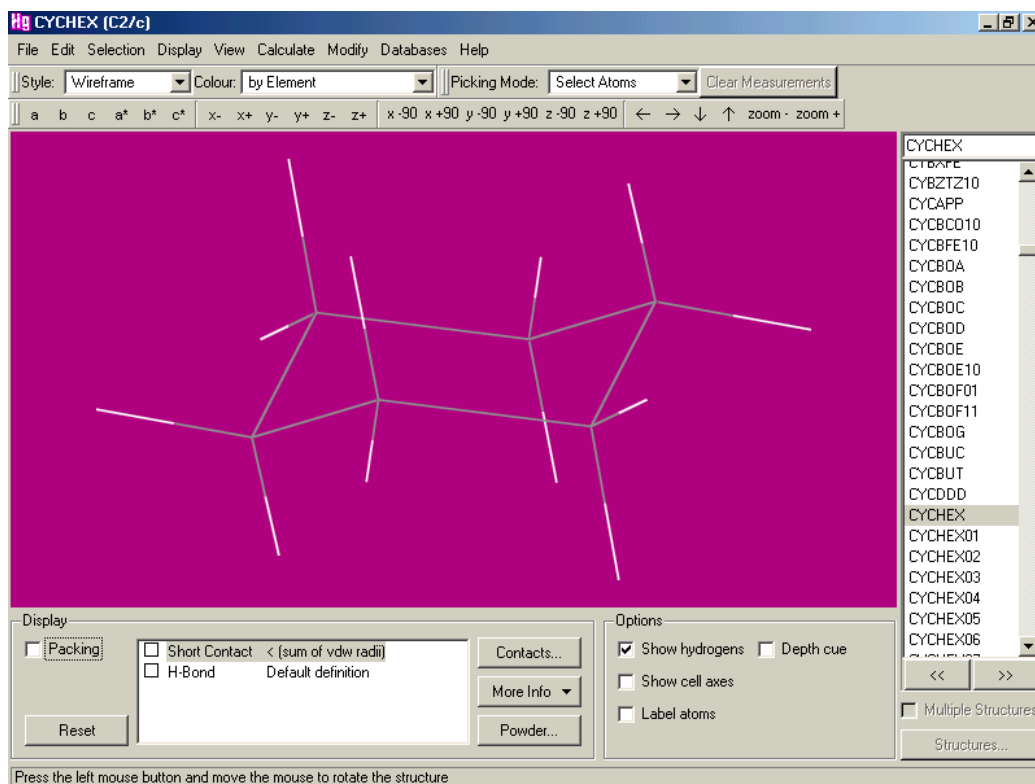 Hg CYCHEX (C2/c)
File Edit Selection Display View Calculate Modify Databases Help
Style: Wireframe Colour: by Element Picking Mode: Select Atoms Clear Measurements
a b c a* b* c* x- x+ y- y+ z- z+ x -90 x +90 y -90 y +90 z -90 z +90 ← → ↓ ↑ zoom - zoom +
CYCHEX
CYBXFE
CYBZTZ10
CYCAPP
CYCBCO10
CYCBFE10
CYCBOA
CYCBOB
CYCBOC
CYCBOD
CYCBOE
CYCBOE10
CYCBOF01
CYCBOF11
CYCBOG
CYCBUC
CYCBUT
CYCDDD
CYCHEX
CYCHEX01
CYCHEX02
CYCHEX03
CYCHEX04
CYCHEX05
CYCHEX06
<< >>
Multiple Structures
Structures...
Display
Packing
Short Contact < (sum of vdw radii)
H-Bond Default definition
Reset
Contacts...
More Info
Powder...
Options
Show hydrogens Depth cue
Show cell axes
Label atoms
Press the left mouse button and move the mouse to rotate the structure